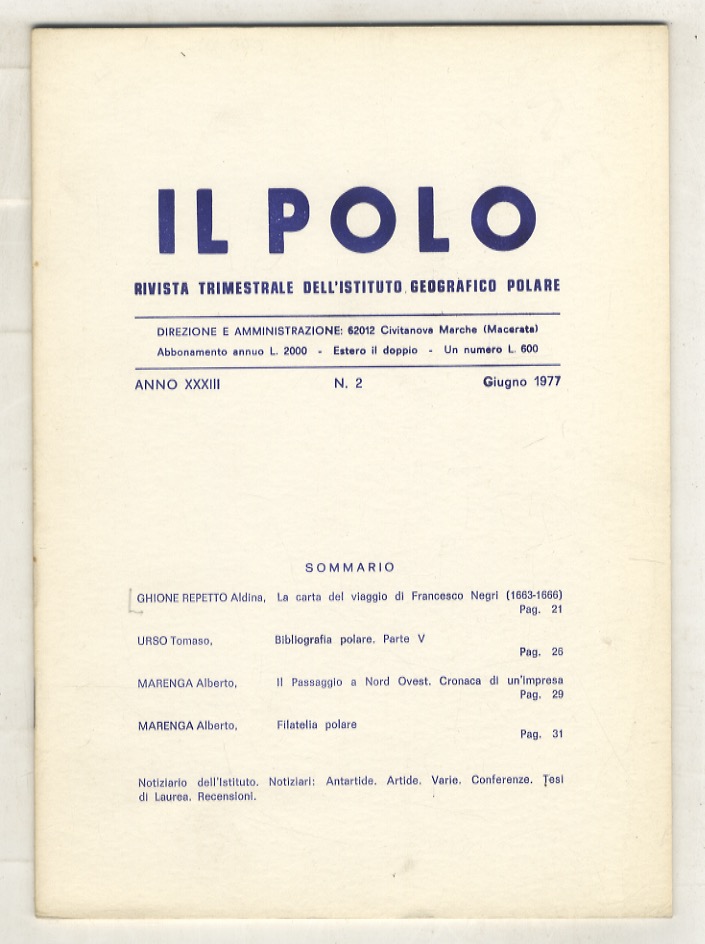 IL POLO
RIVISTA TRIMESTRALE DELL'ISTITUTO GEOGRAFICO POLARE
DIREZIONE E AMMINISTRAZIONE: 62012 Civitanova Marche (Macerata)
Abbonamento annuo L. 2000 - Estero il doppio - Un numero L. 600
ANNO XXXIII N. 2 Giugno 1977
SOMMARIO
GHIONE REPETTO Aldina, La carta del viaggio di Francesco Negri (1663-1666)
Pag. 21
URSO Tomaso, Bibliografia polare. Parte V
Pag. 26
MARENGA Alberto, Il Passaggio a Nord Ovest. Cronaca di un'impresa
Pag. 29
MARENGA Alberto, Filatelia polare
Pag. 31
Notiziario dell'Istituto. Notiziari: Antartide. Artide. Varie. Conferenze. Tesi
di Laurea. Recensioni.